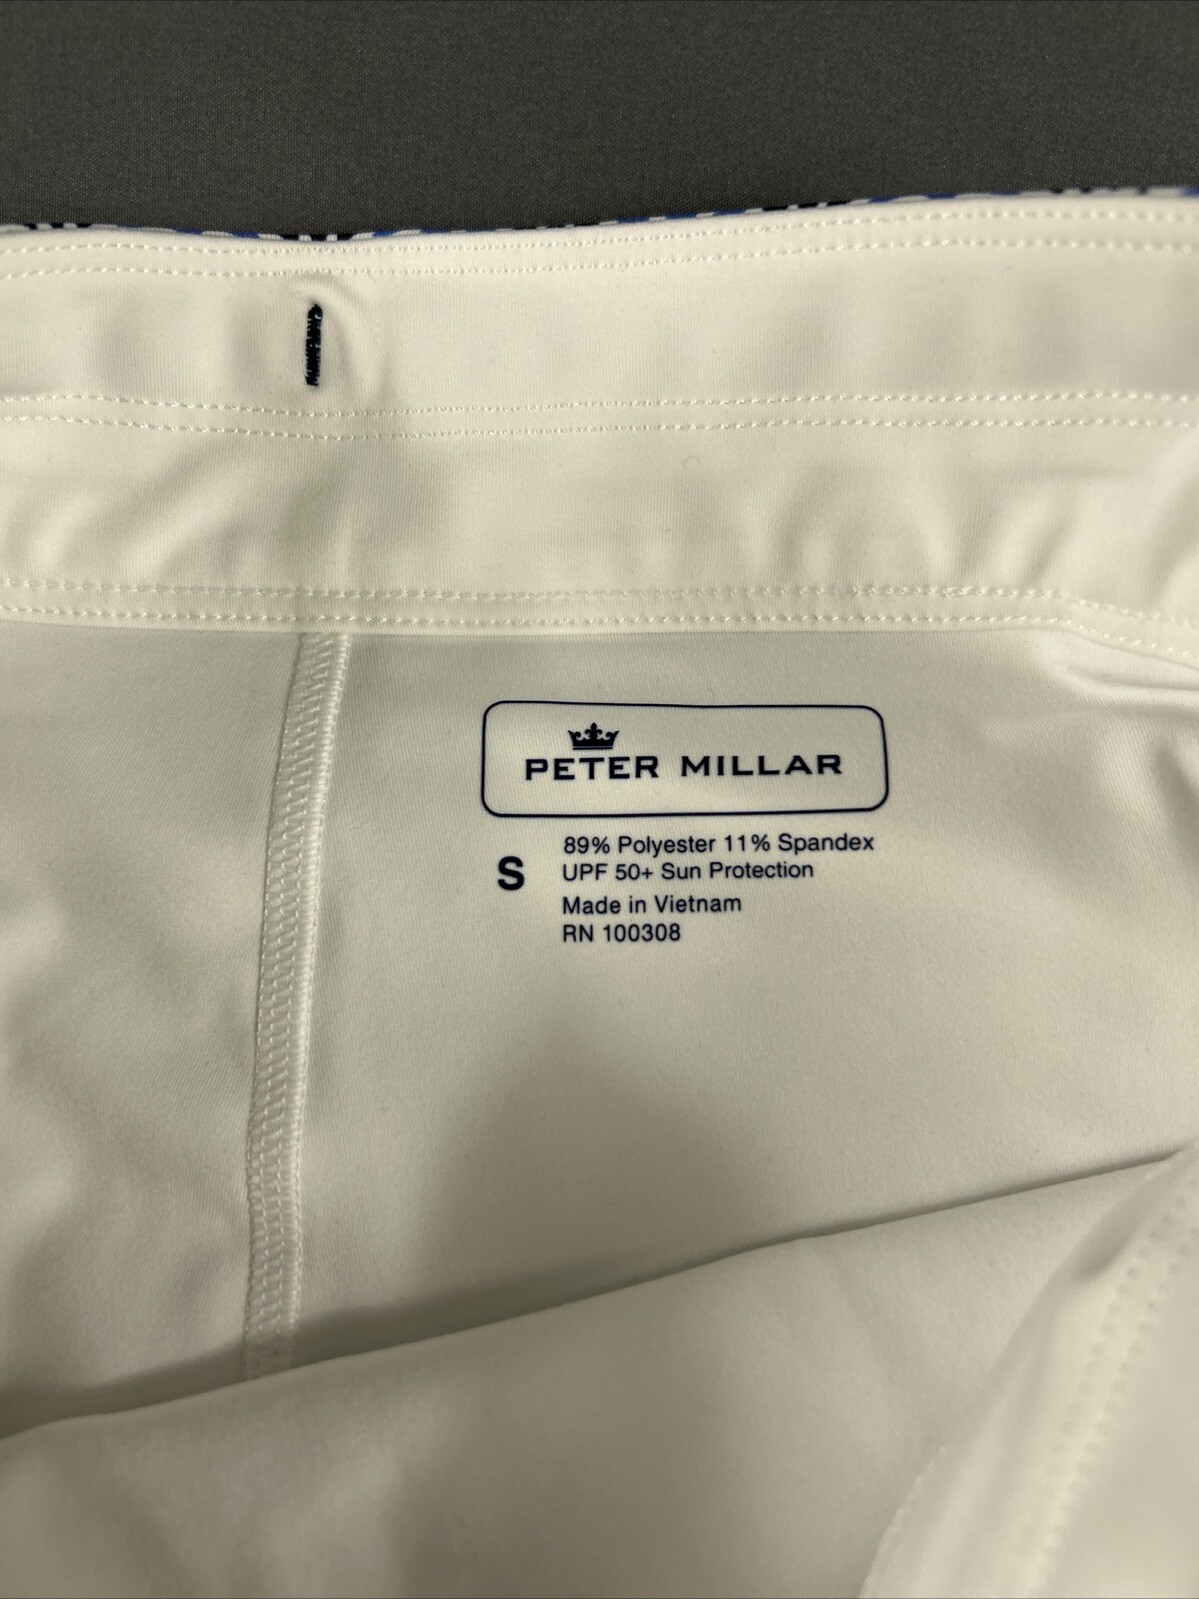 PETER MILLAR
S
89% Polyester 11% Spandex
UPF 50+ Sun Protection
Made in Vietnam
RN 100308